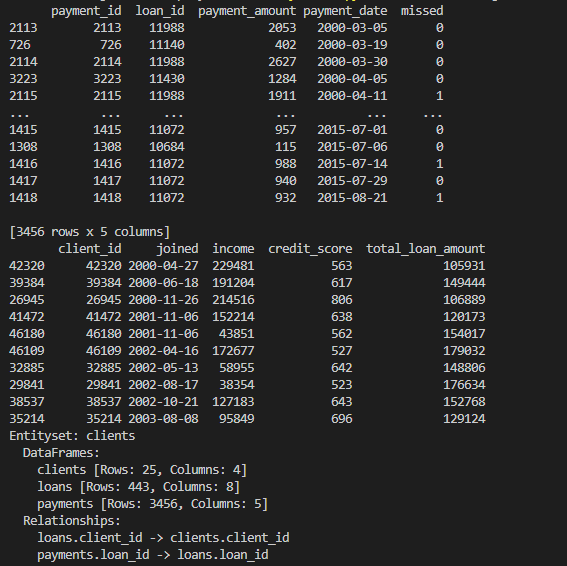 payment_id loan_id payment_amount payment_date missed
2113 2113 11988 2053 2000-03-05 0
726 726 11140 402 2000-03-19 0
2114 2114 11988 2627 2000-03-30 0
3223 3223 11430 1284 2000-04-05 0
2115 2115 11988 1911 2000-04-11 1
... ... ... ... ... ...
1415 1415 11072 957 2015-07-01 0
1308 1308 10684 115 2015-07-06 0
1416 1416 11072 988 2015-07-14 1
1417 1417 11072 940 2015-07-29 0
1418 1418 11072 932 2015-08-21 1
[3456 rows x 5 columns]
client_id joined income credit_score total_loan_amount
42320 42320 2000-04-27 229481 563 105931
39384 39384 2000-06-18 191204 617 149444
26945 26945 2000-11-26 214516 806 106889
41472 41472 2001-11-06 152214 638 120173
46180 46180 2001-11-06 43851 562 154017
46109 46109 2002-04-16 172677 527 179032
32885 32885 2002-05-13 58955 642 148806
29841 29841 2002-08-17 38354 523 176634
38537 38537 2002-10-21 127183 643 152768
35214 35214 2003-08-08 95849 696 129124
Entityset: clients
DataFrames:
clients [Rows: 25, Columns: 4]
loans [Rows: 443, Columns: 8]
payments [Rows: 3456, Columns: 5]
Relationships:
loans.client_id -> clients.client_id
payments.loan_id -> loans.loan_id